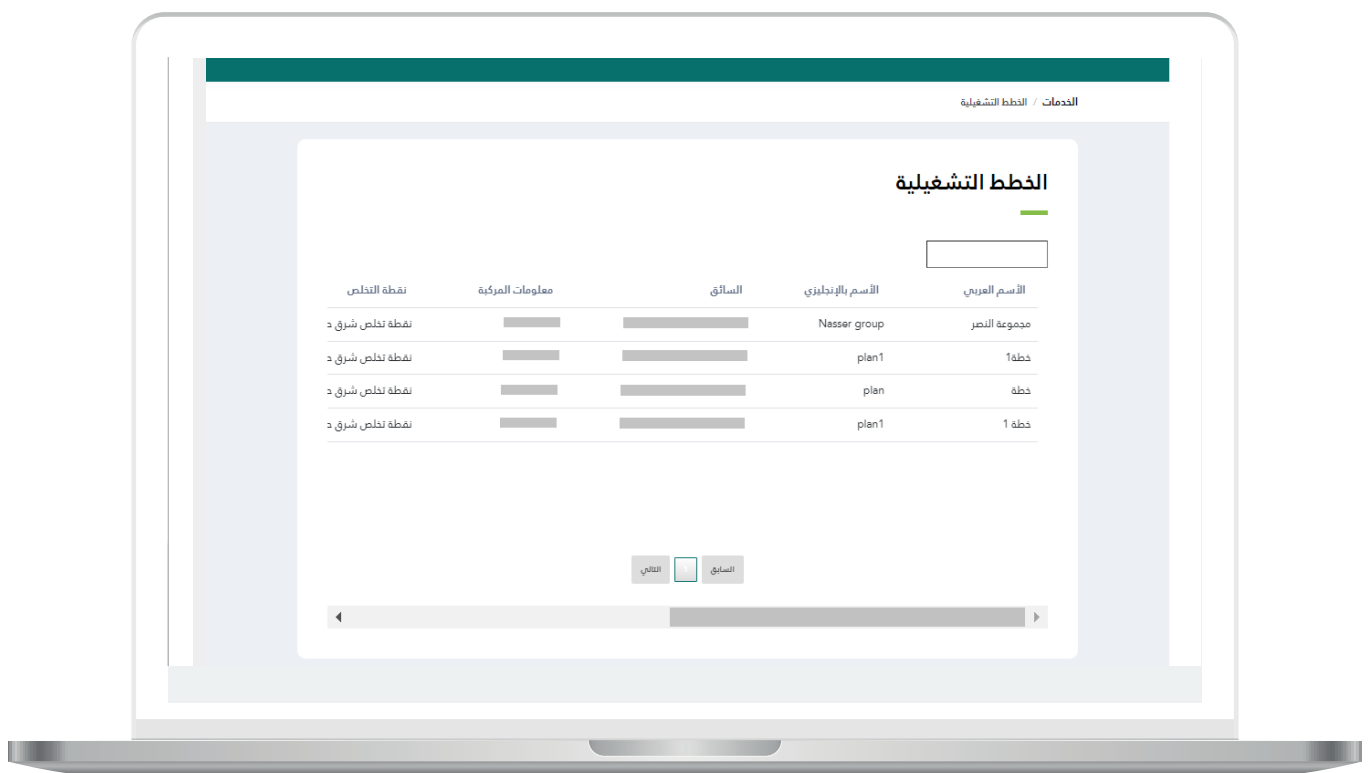 الخدمات / الخطط التشغيلية
الخطط التشغيلية
الأسم العربي الأسم بالإنجليزي السائق معلومات المركبة نقطة التخلص
مجموعة النصر Nasser group نقطة تخلص شرق
خطة1 plan1 نقطة تخلص شرق
خطة plan نقطة تخلص شرق
خطة 1 plan1 نقطة تخلص شرق
السابق التالي